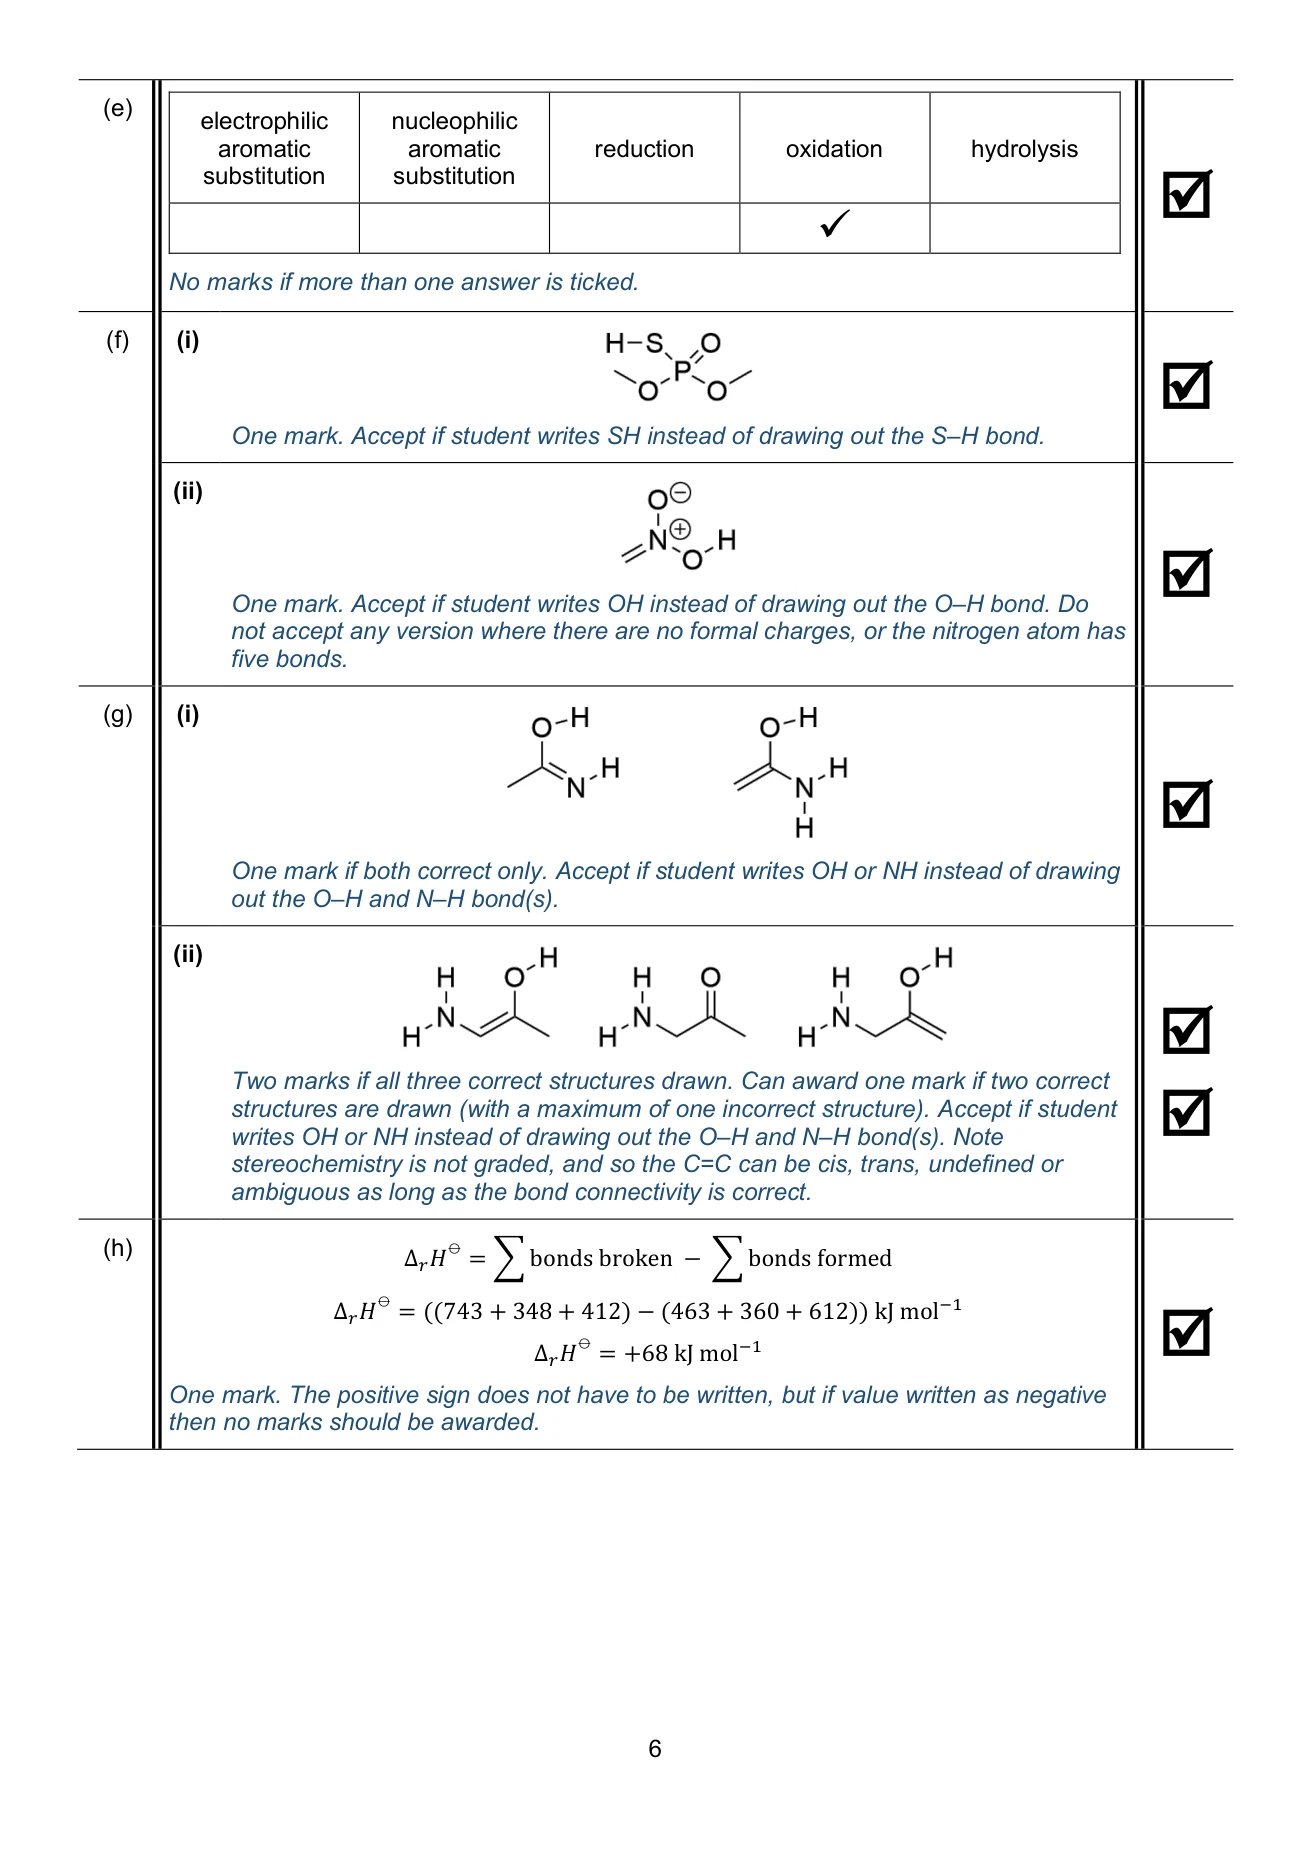 (e)
electrophilic aromatic substitution
nucleophilic aromatic substitution
reduction
oxidation
hydrolysis
✓
No marks if more than one answer is ticked.
(f)
(i)
H–S O
P
O O
One mark. Accept if student writes SH instead of drawing out the S–H bond.
(ii)
O⊖
N⊕ H
O
One mark. Accept if student writes OH instead of drawing out the O–H bond. Do
not accept any version where there are no formal charges, or the nitrogen atom has
five bonds.
(g)
(i)
O–H O–H
N–H N–H
H
One mark if both correct only. Accept if student writes OH or NH instead of drawing
out the O–H and N–H bond(s).
(ii)
H H
H O H O H O
H–N H–N H–N
Two marks if all three correct structures drawn. Can award one mark if two correct
structures are drawn (with a maximum of one incorrect structure). Accept if student
writes OH or NH instead of drawing out the O–H and N–H bond(s). Note
stereochemistry is not graded, and so the C=C can be cis, trans, undefined or
ambiguous as long as the bond connectivity is correct.
(h)
ΔᵣH⦵ = ∑ bonds broken − ∑ bonds formed
ΔᵣH⦵ = ((743 + 348 + 412) − (463 + 360 + 612)) kJ mol⁻¹
ΔᵣH⦵ = +68 kJ mol⁻¹
One mark. The positive sign does not have to be written, but if value written as negative
then no marks should be awarded.
6